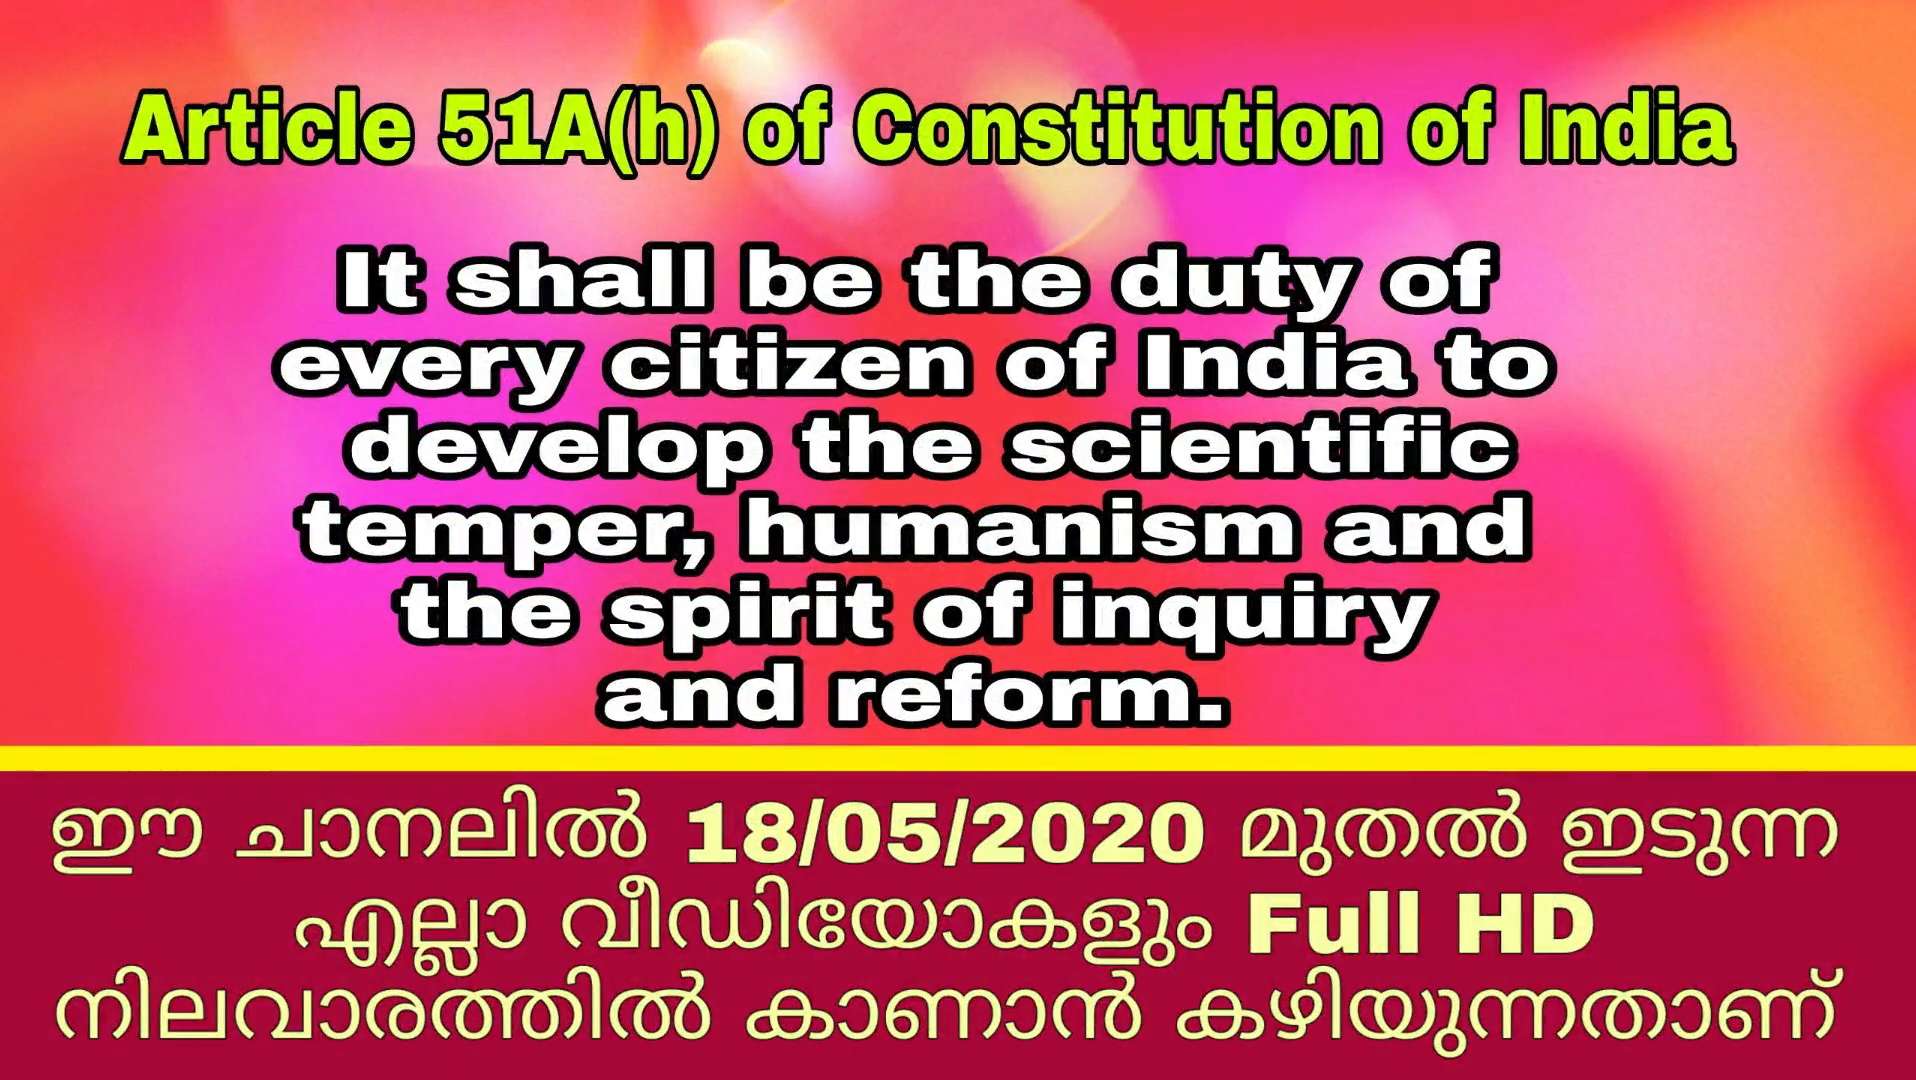 Article 51A(h) of Constitution of India
It shall be the duty of
every citizen of India to
develop the scientific
temper, humanism and
the spirit of inquiry
and reform.
ഈ ചാനലിൽ 18/05/2020 മുതൽ ഇടുന്ന
എല്ലാ വീഡിയോകളും Full HD
നിലവാരത്തിൽ കാണാൻ കഴിയുന്നതാണ്